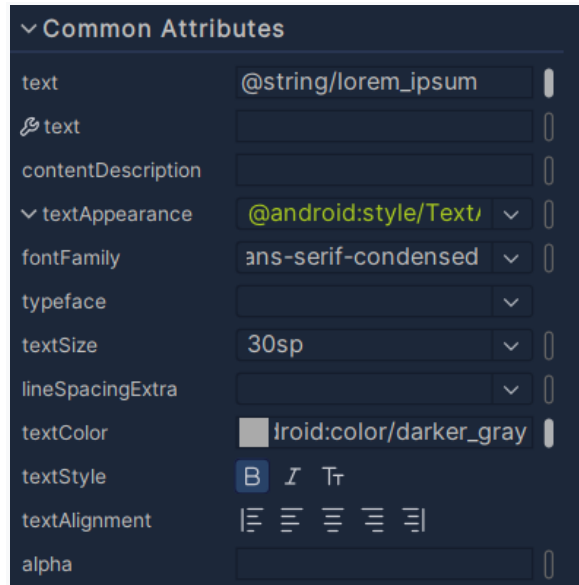 Common Attributes
text @string/lorem_ipsum
text
contentDescription
textAppearance @android:style/Text
fontFamily ans-serif-condensed
typeface
textSize 30sp
lineSpacingExtra
textColor droid:color/darker_gray
textStyle B I Tт
textAlignment
alpha